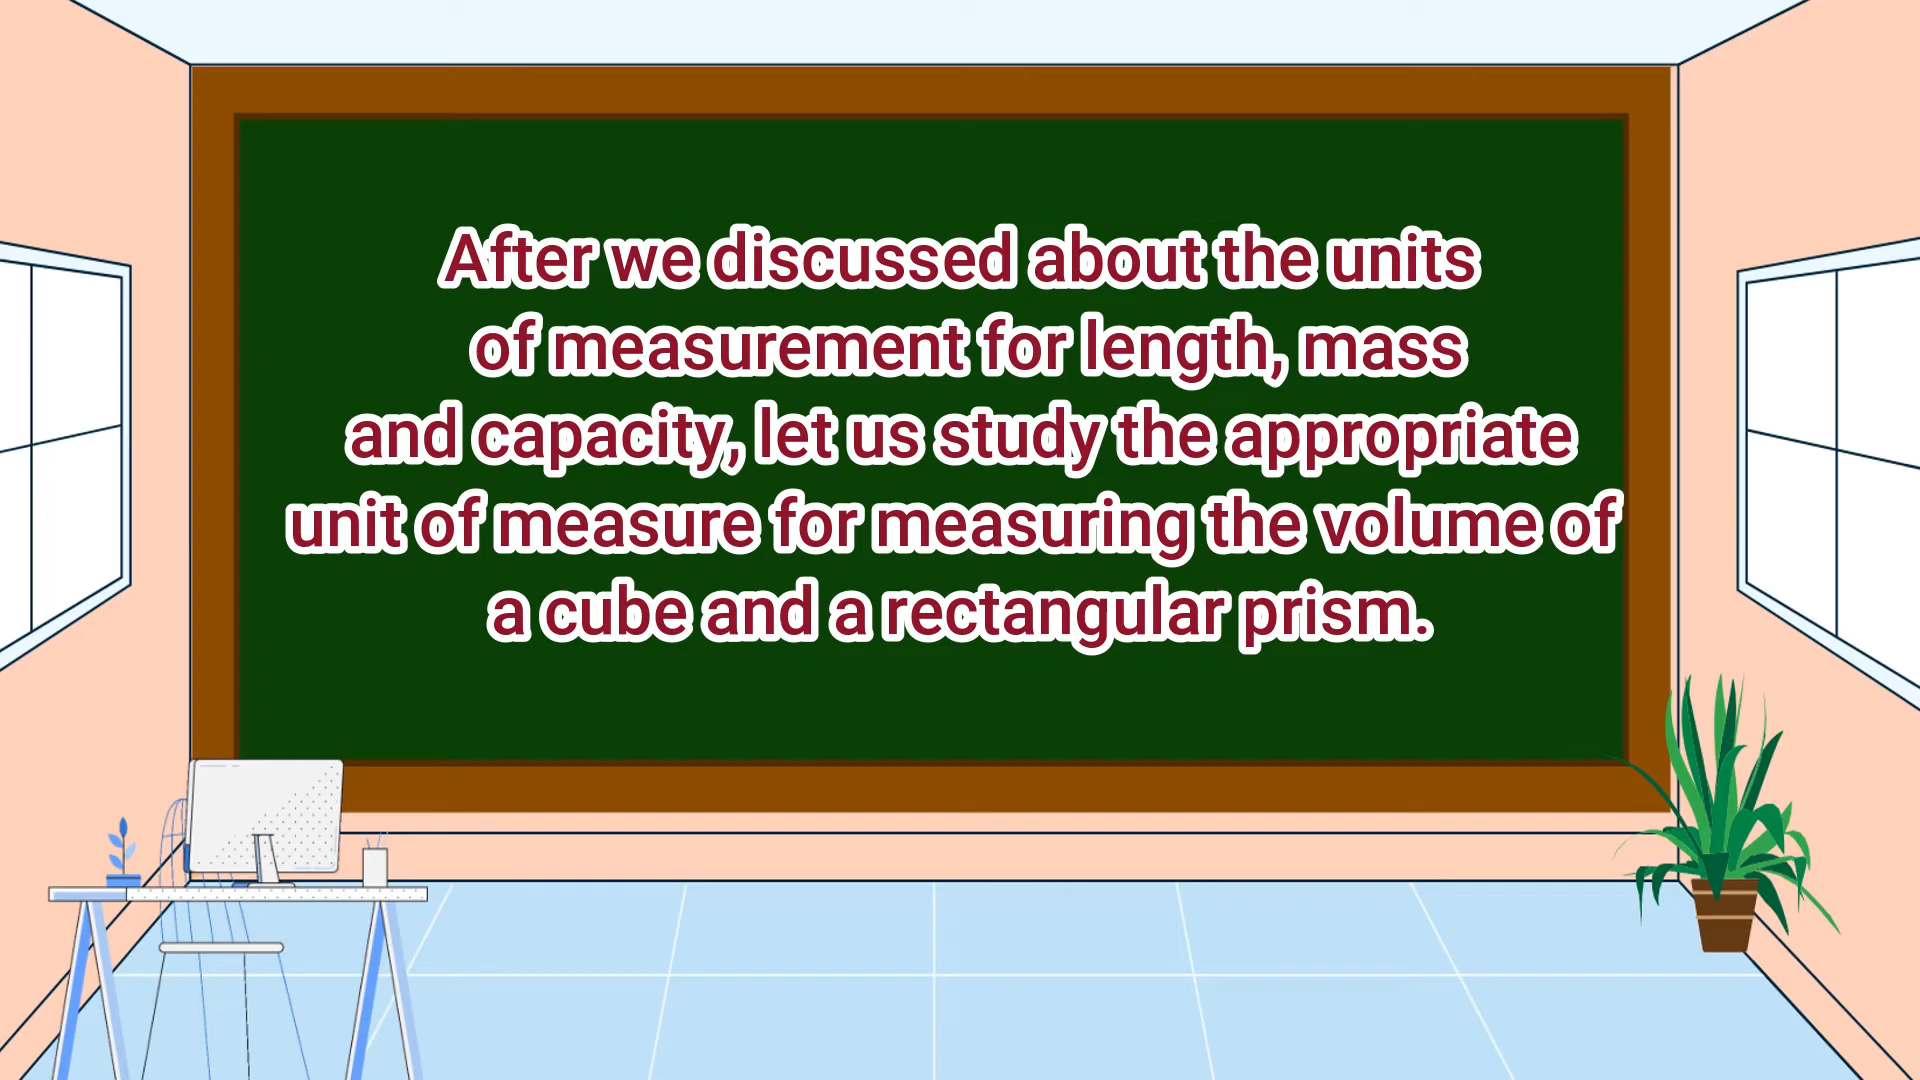 After we discussed about the units
of measurement for length, mass
and capacity, let us study the appropriate
unit of measure for measuring the volume of
a cube and a rectangular prism.